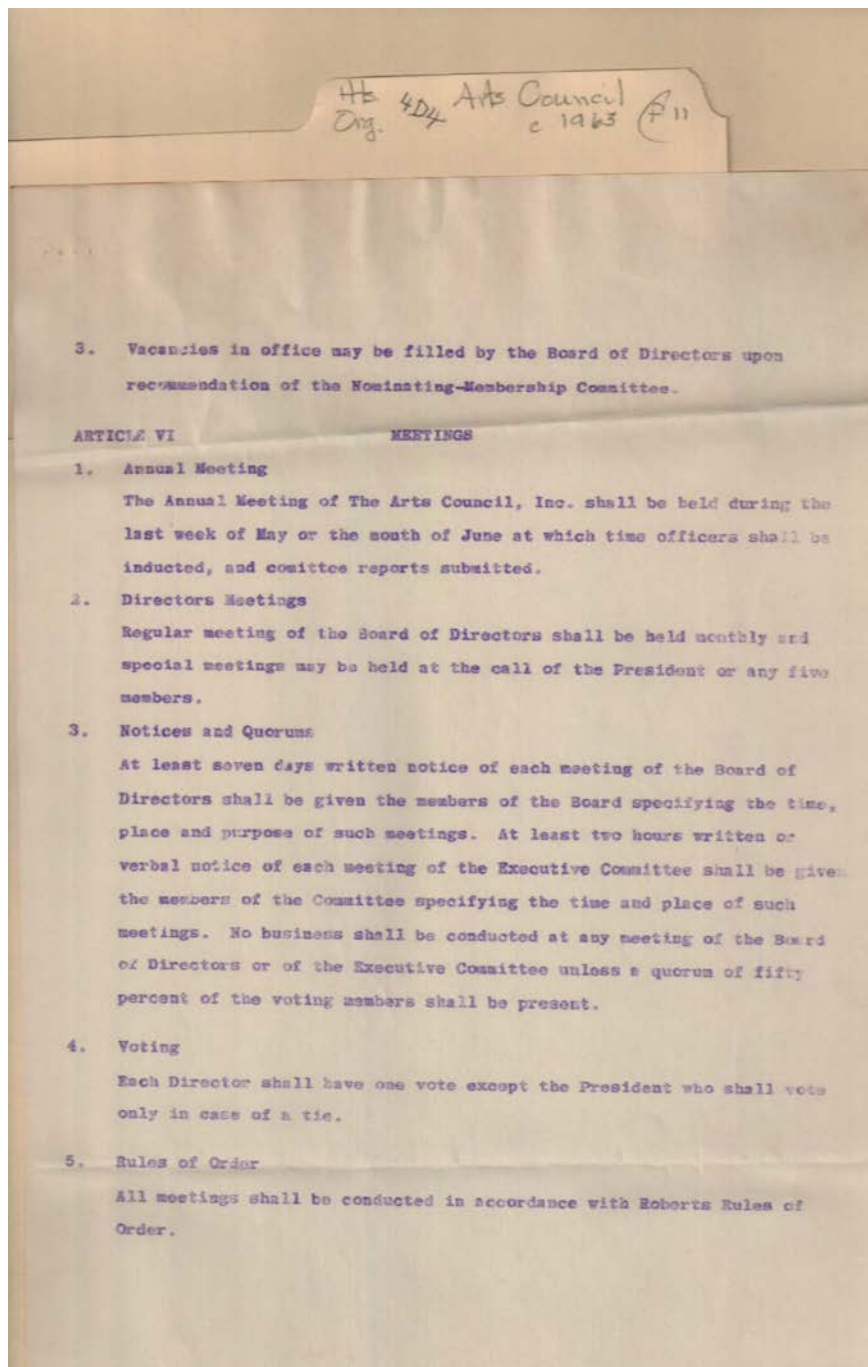 Arts Council
Org. 4D4 c 1963 P 11
3. Vacancies in office may be filled by the Board of Directors upon
recommendation of the Nominating-Membership Committee.
ARTICLE VI MEETINGS
1. Annual Meeting
The Annual Meeting of The Arts Council, Inc. shall be held during the
last week of May or the month of June at which time officers shall be
inducted, and comittee reports submitted.
2. Directors Meetings
Regular meeting of the Board of Directors shall be held monthly and
special meetings may be held at the call of the President or any five
members.
3. Notices and Quorums
At least seven days written notice of each meeting of the Board of
Directors shall be given the members of the Board specifying the time,
place and purpose of such meetings. At least two hours written or
verbal notice of each meeting of the Executive Committee shall be given
the members of the Committee specifying the time and place of such
meetings. No business shall be conducted at any meeting of the Board
of Directors or of the Executive Committee unless a quorum of fifty
percent of the voting members shall be present.
4. Voting
Each Director shall have one vote except the President who shall vote
only in case of a tie.
5. Rules of Order
All meetings shall be conducted in accordance with Roberts Rules of
Order.